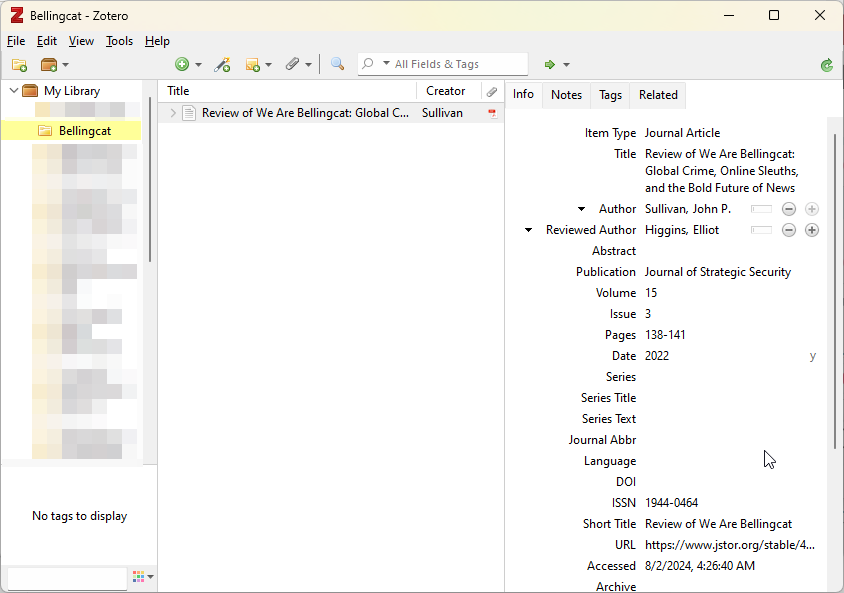 Bellingcat - Zotero
File Edit View Tools Help
All Fields & Tags
My Library
Bellingcat
No tags to display
Title Creator
Review of We Are Bellingcat: Global C... Sullivan
Info Notes Tags Related
Item Type Journal Article
Title Review of We Are Bellingcat:
Global Crime, Online Sleuths,
and the Bold Future of News
Author Sullivan, John P.
Reviewed Author Higgins, Elliot
Abstract
Publication Journal of Strategic Security
Volume 15
Issue 3
Pages 138-141
Date 2022 y
Series
Series Title
Series Text
Journal Abbr
Language
DOI
ISSN 1944-0464
Short Title Review of We Are Bellingcat
URL https://www.jstor.org/stable/4...
Accessed 8/2/2024, 4:26:40 AM
Archive